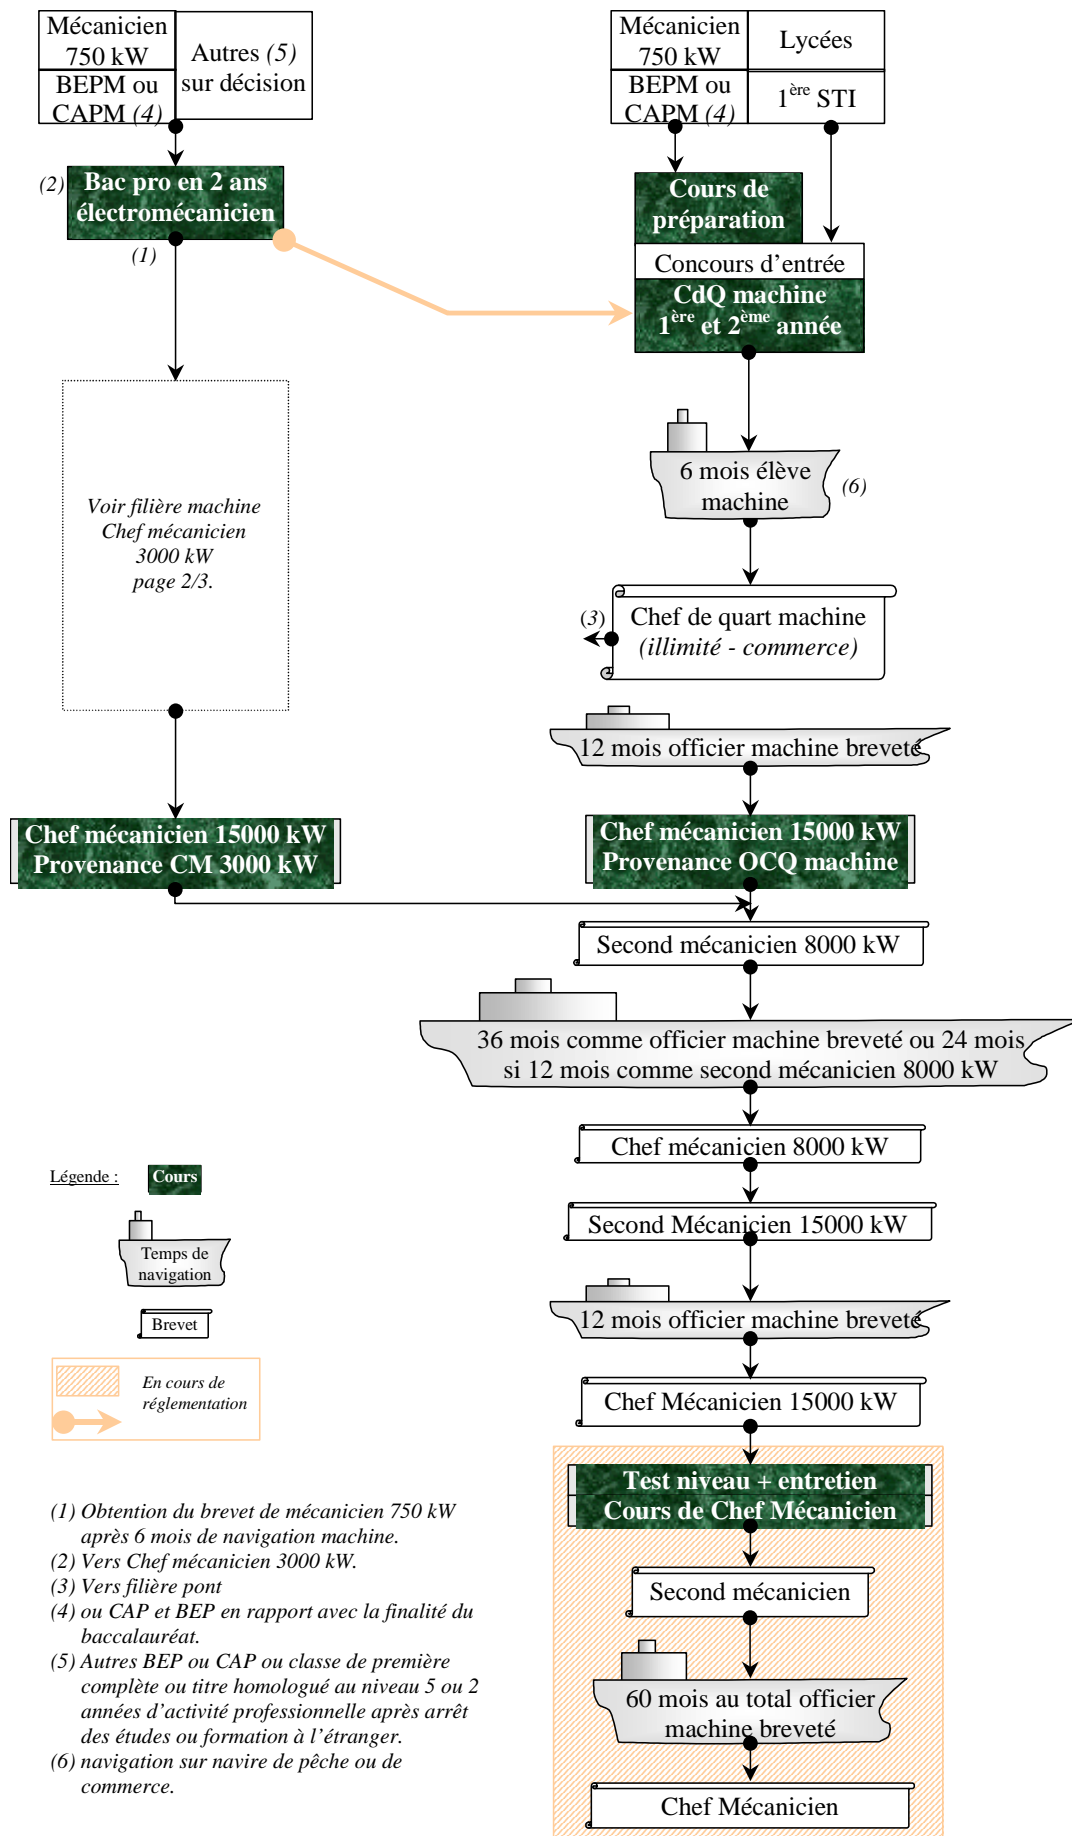 Mécanicien
750 kW
BEPM ou
CAPM (4)
Autres (5)
sur décision
(2)
Bac pro en 2 ans
électromécanicien
(1)
Voir filière machine
Chef mécanicien
3000 kW
page 2/3.
Chef mécanicien 15000 kW
Provenance CM 3000 kW
Mécanicien
750 kW
BEPM ou
CAPM (4)
Lycées
1ère STI
Cours de
préparation
Concours d’entrée
CdQ machine
1ère et 2ème année
6 mois élève
machine
(6)
(3)
Chef de quart machine
(illimité - commerce)
12 mois officier machine breveté
Chef mécanicien 15000 kW
Provenance OCQ machine
Second mécanicien 8000 kW
36 mois comme officier machine breveté ou 24 mois
si 12 mois comme second mécanicien 8000 kW
Chef mécanicien 8000 kW
Second Mécanicien 15000 kW
12 mois officier machine breveté
Chef Mécanicien 15000 kW
Test niveau + entretien
Cours de Chef Mécanicien
Second mécanicien
60 mois au total officier
machine breveté
Chef Mécanicien
Légende :
Cours
Temps de
navigation
Brevet
En cours de
réglementation
(1) Obtention du brevet de mécanicien 750 kW
après 6 mois de navigation machine.
(2) Vers Chef mécanicien 3000 kW.
(3) Vers filière pont
(4) ou CAP et BEP en rapport avec la finalité du
baccalauréat.
(5) Autres BEP ou CAP ou classe de première
complète ou titre homologué au niveau 5 ou 2
années d’activité professionnelle après arrêt
des études ou formation à l’étranger.
(6) navigation sur navire de pêche ou de
commerce.